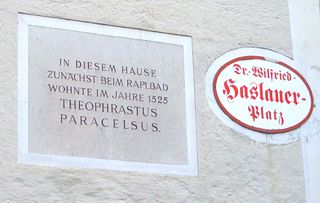 IN DIESEM HAUSE
ZUNÄCHST BEIM RAPLBAD
WOHNTE IM JAHRE 1525
THEOPHRASTUS
PARACELSUS.
Dr.-Wilfried-
Haslauer-
Platz